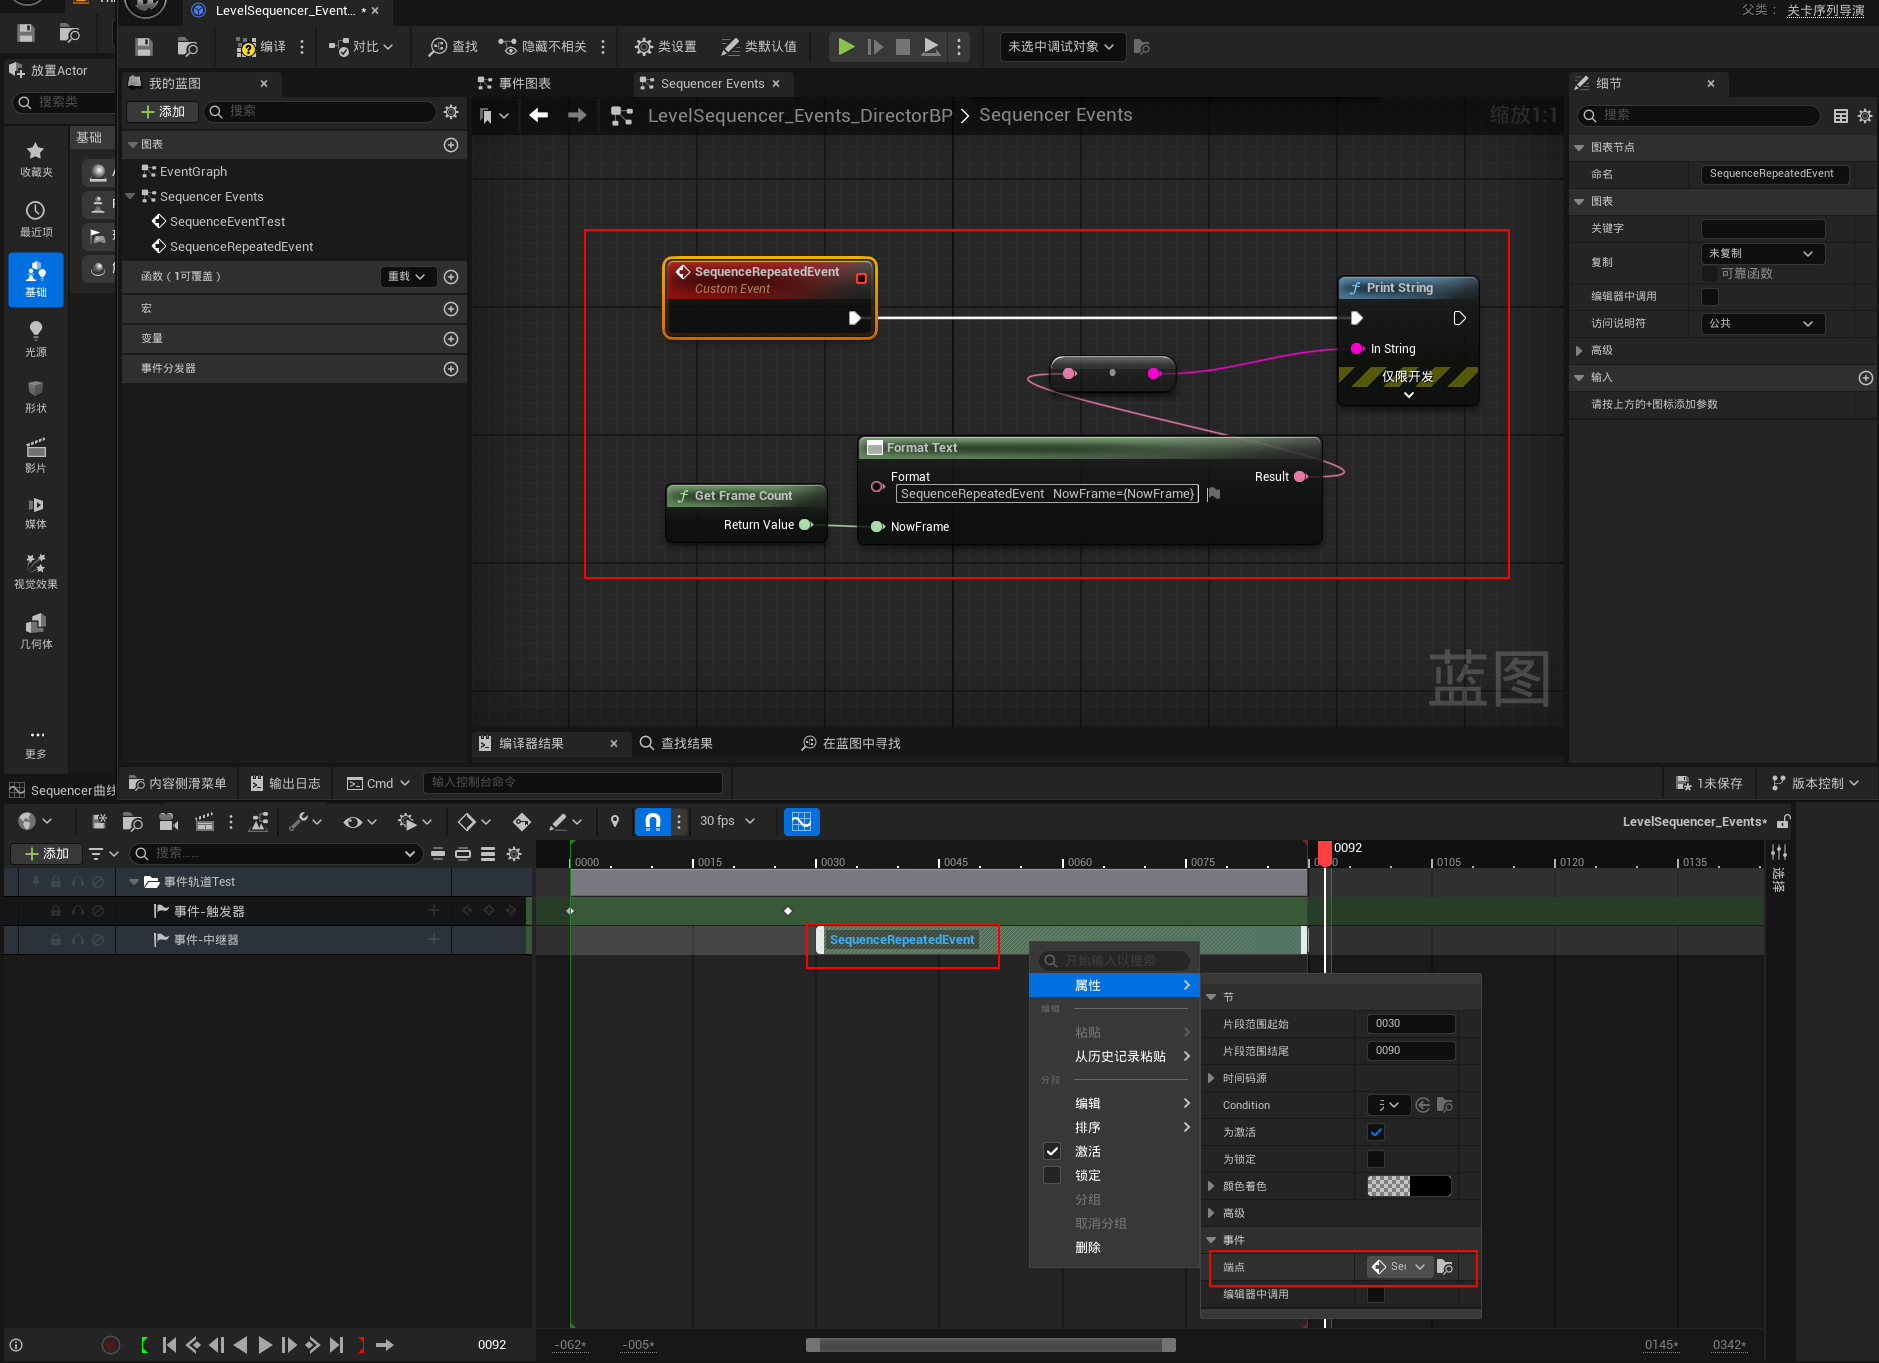 LevelSequencer_Event... *
父类： 关卡序列导演
编译
对比
查找
隐藏不相关
类设置
类默认值
未选中调试对象
放置Actor
搜索类
基础
收藏夹
最近项
基础
光源
形状
影片
媒体
视觉效果
几何体
更多
我的蓝图
添加
搜索
图表
EventGraph
Sequencer Events
SequenceEventTest
SequenceRepeatedEvent
函数（1可覆盖）
重载
宏
变量
事件分发器
事件图表
Sequencer Events
LevelSequencer_Events_DirectorBP > Sequencer Events
缩放1:1
SequenceRepeatedEvent
Custom Event
Print String
In String
仅限开发
Format Text
Format
SequenceRepeatedEvent NowFrame={NowFrame}
Result
NowFrame
Get Frame Count
Return Value
蓝图
编译器结果
查找结果
在蓝图中寻找
细节
搜索
图表节点
命名
SequenceRepeatedEvent
图表
关键字
复制
未复制
可靠函数
编辑器中调用
访问说明符
公共
高级
输入
请按上方的+图标添加参数
内容侧滑菜单
输出日志
Cmd
输入控制台命令
1未保存
版本控制
Sequencer曲线
30 fps
LevelSequencer_Events*
添加
搜索......
0000
0015
0030
0045
0060
0075
0092
0105
0120
0135
选择
事件轨道Test
事件-触发器
事件-中继器
SequenceRepeatedEvent
开始输入以搜索
属性
编辑
粘贴
从历史记录粘贴
分段
编辑
排序
激活
锁定
分组
取消分组
删除
节
片段范围起始
0030
片段范围结尾
0090
时间码源
Condition
为激活
为锁定
颜色着色
高级
事件
端点
编辑器中调用
0092
-062*
-005*
0145*
0342*